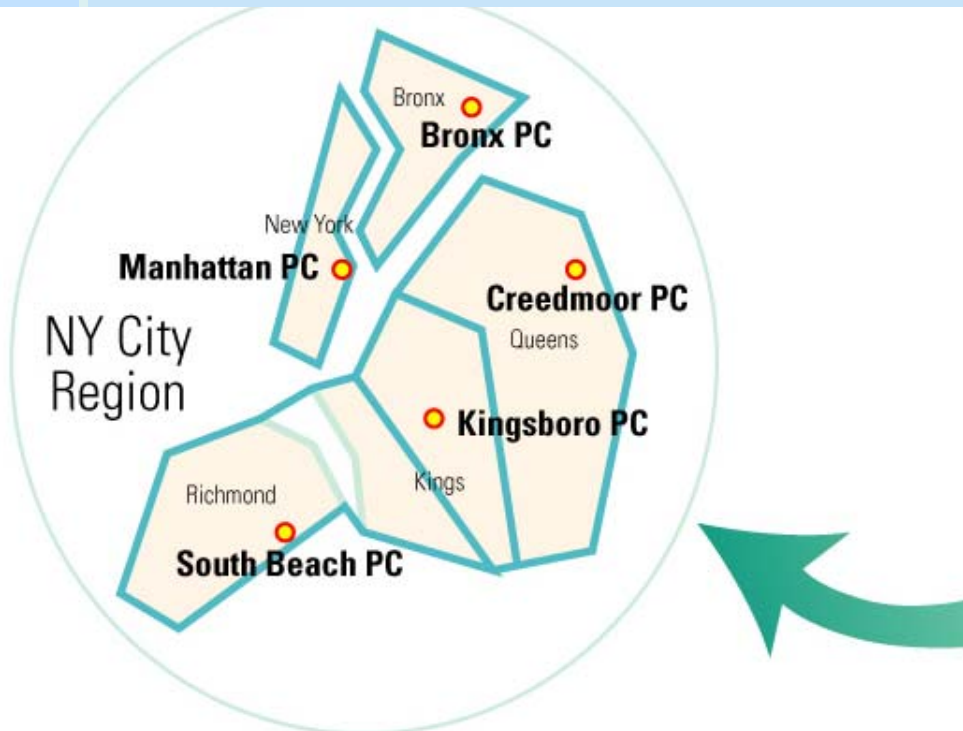 Bronx
Bronx PC
New York
Manhattan PC
Creedmoor PC
NY City
Region
Queens
Kingsboro PC
Kings
Richmond
South Beach PC